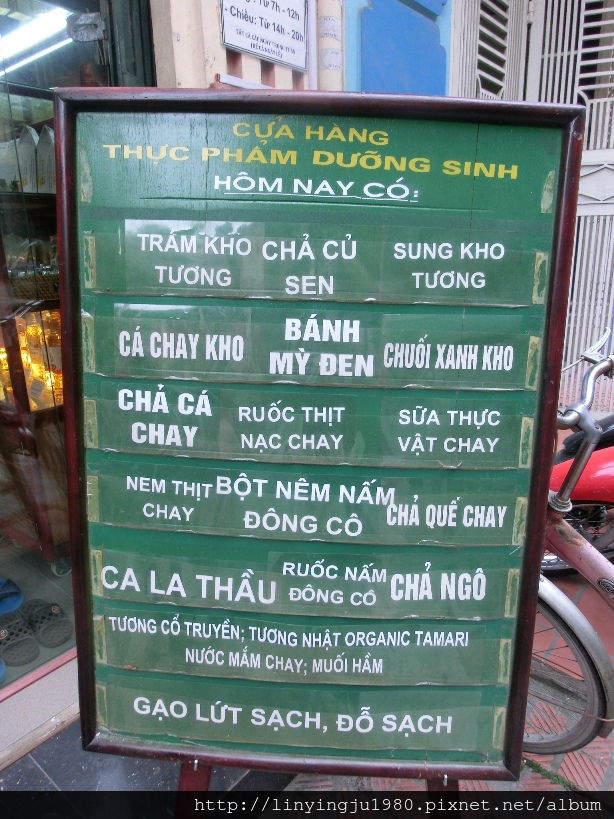 : Từ 7h - 12h
- Chiều: Từ 14h - 20h
CỬA HÀNG
THỰC PHẨM DƯỠNG SINH
HÔM NAY CÓ:
TRÁM KHO TƯƠNG
CHẢ CỦ SEN
SUNG KHO TƯƠNG
CÁ CHAY KHO
BÁNH MỲ ĐEN
CHUỐI XANH KHO
CHẢ CÁ CHAY
RUỐC THỊT NẠC CHAY
SỮA THỰC VẬT CHAY
NEM THỊT CHAY
BỘT NÊM NẤM ĐÔNG CÔ
CHẢ QUẾ CHAY
CA LA THẦU
RUỐC NẤM ĐÔNG CÔ
CHẢ NGÔ
TƯƠNG CỔ TRUYỀN; TƯƠNG NHẬT ORGANIC TAMARI
NƯỚC MẮM CHAY; MUỐI HẦM
GẠO LỨT SẠCH, ĐỖ SẠCH
http://linyingju1980.pixnet.net/album